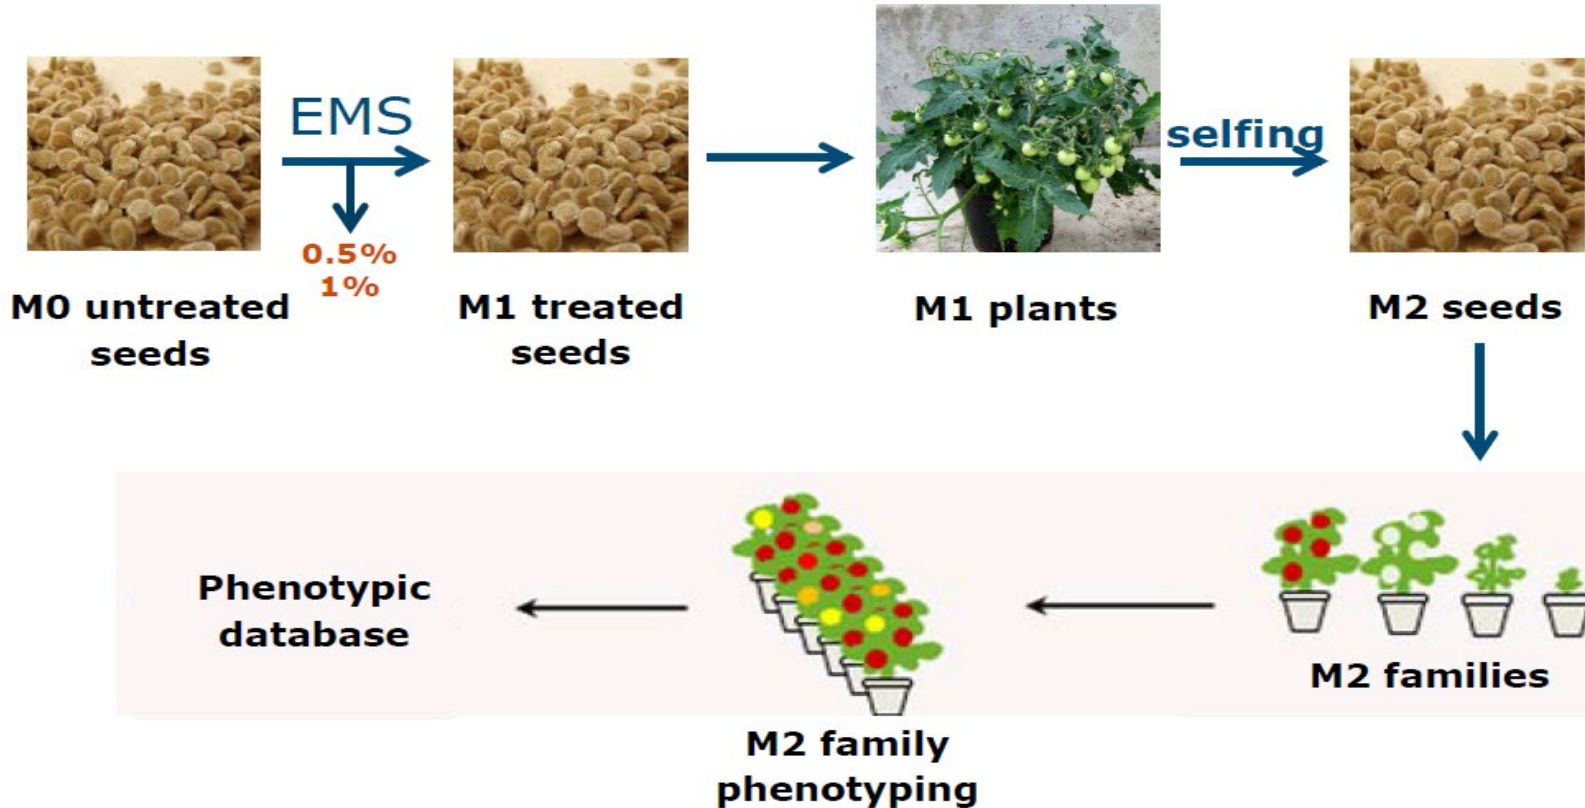 EMS
0.5%
1%
selfing
M0 untreated
seeds
M1 treated
seeds
M1 plants
M2 seeds
M2 families
M2 family
phenotyping
Phenotypic
database